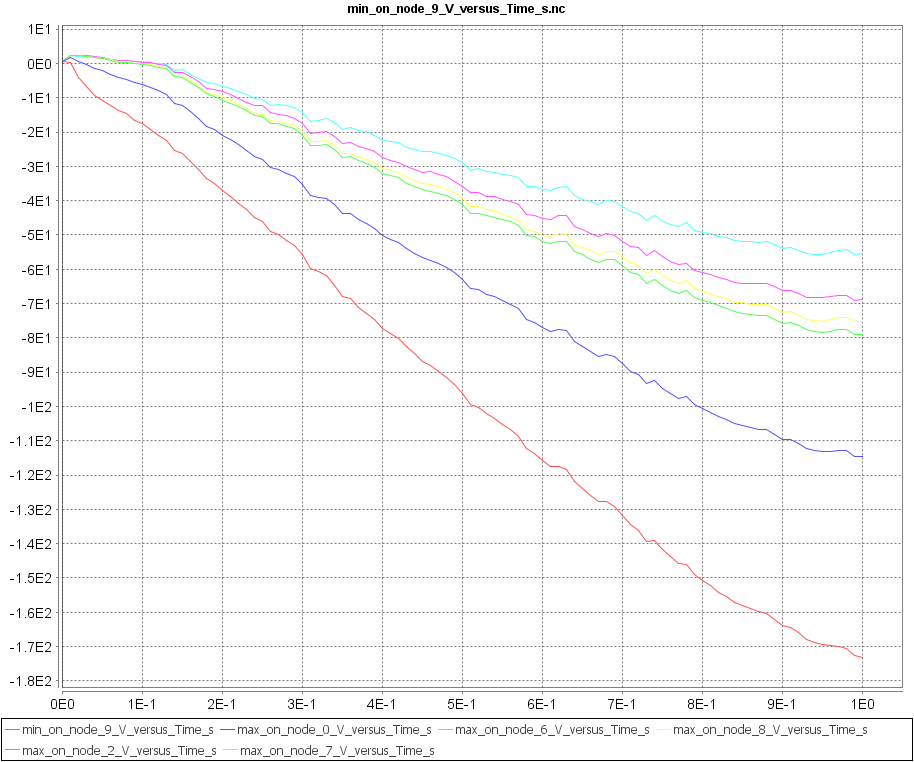 min_on_node_9_V_versus_Time_s.nc
1E1
0E0
-1E1
-2E1
-3E1
-4E1
-5E1
-6E1
-7E1
-8E1
-9E1
-1E2
-1.1E2
-1.2E2
-1.3E2
-1.4E2
-1.5E2
-1.6E2
-1.7E2
-1.8E2
0E0 1E-1 2E-1 3E-1 4E-1 5E-1 6E-1 7E-1 8E-1 9E-1 1E0
min_on_node_9_V_versus_Time_s max_on_node_0_V_versus_Time_s max_on_node_6_V_versus_Time_s max_on_node_8_V_versus_Time_s
max_on_node_2_V_versus_Time_s max_on_node_7_V_versus_Time_s